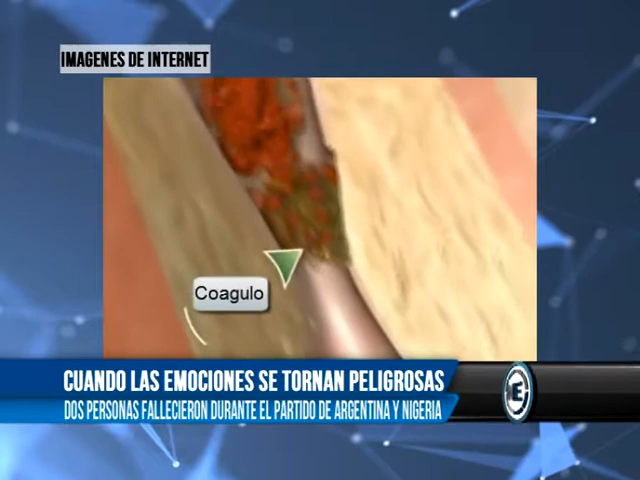 IMAGENES DE INTERNET
Coagulo
CUANDO LAS EMOCIONES SE TORNAN PELIGROSAS
DOS PERSONAS FALLECIERON DURANTE EL PARTIDO DE ARGENTINA Y NIGERIA
E